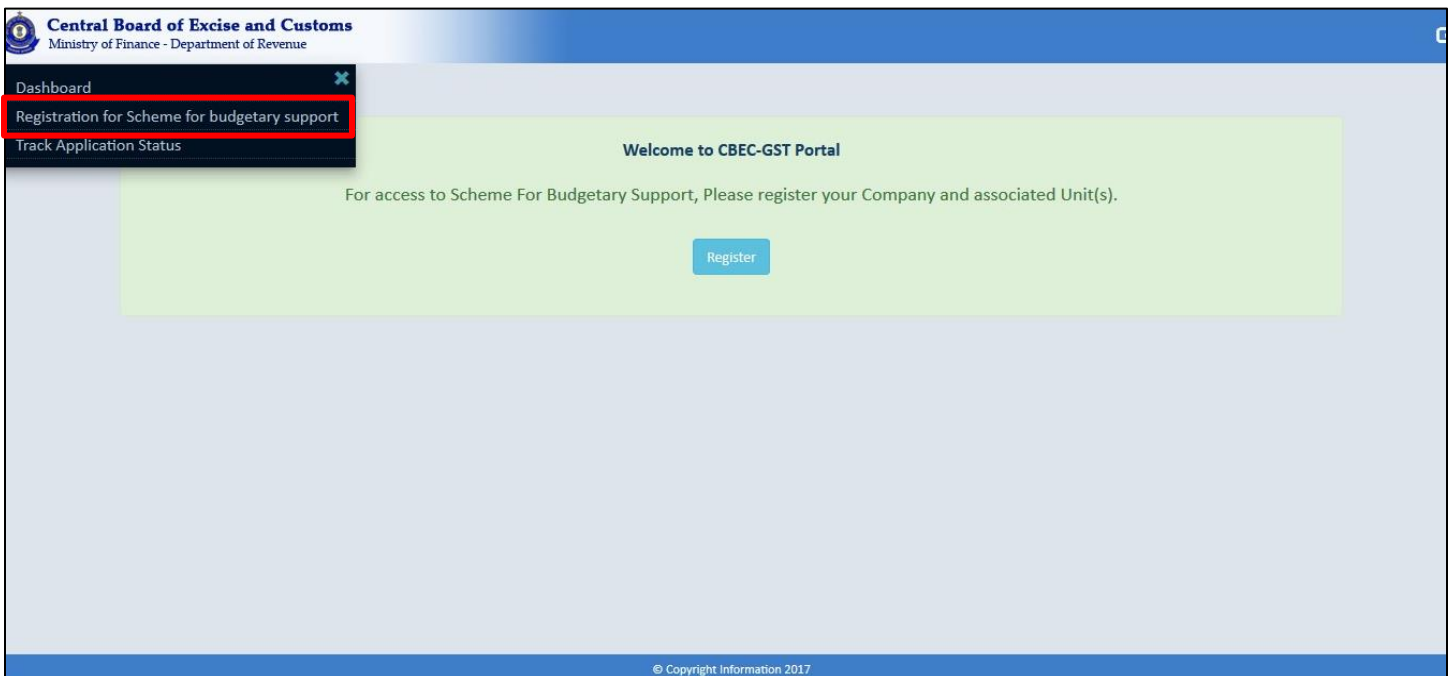 Central Board of Excise and Customs
Ministry of Finance - Department of Revenue
Dashboard
Registration for Scheme for budgetary support
Track Application Status
Welcome to CBEC-GST Portal
For access to Scheme For Budgetary Support, Please register your Company and associated Unit(s).
Register
© Copyright Information 2017